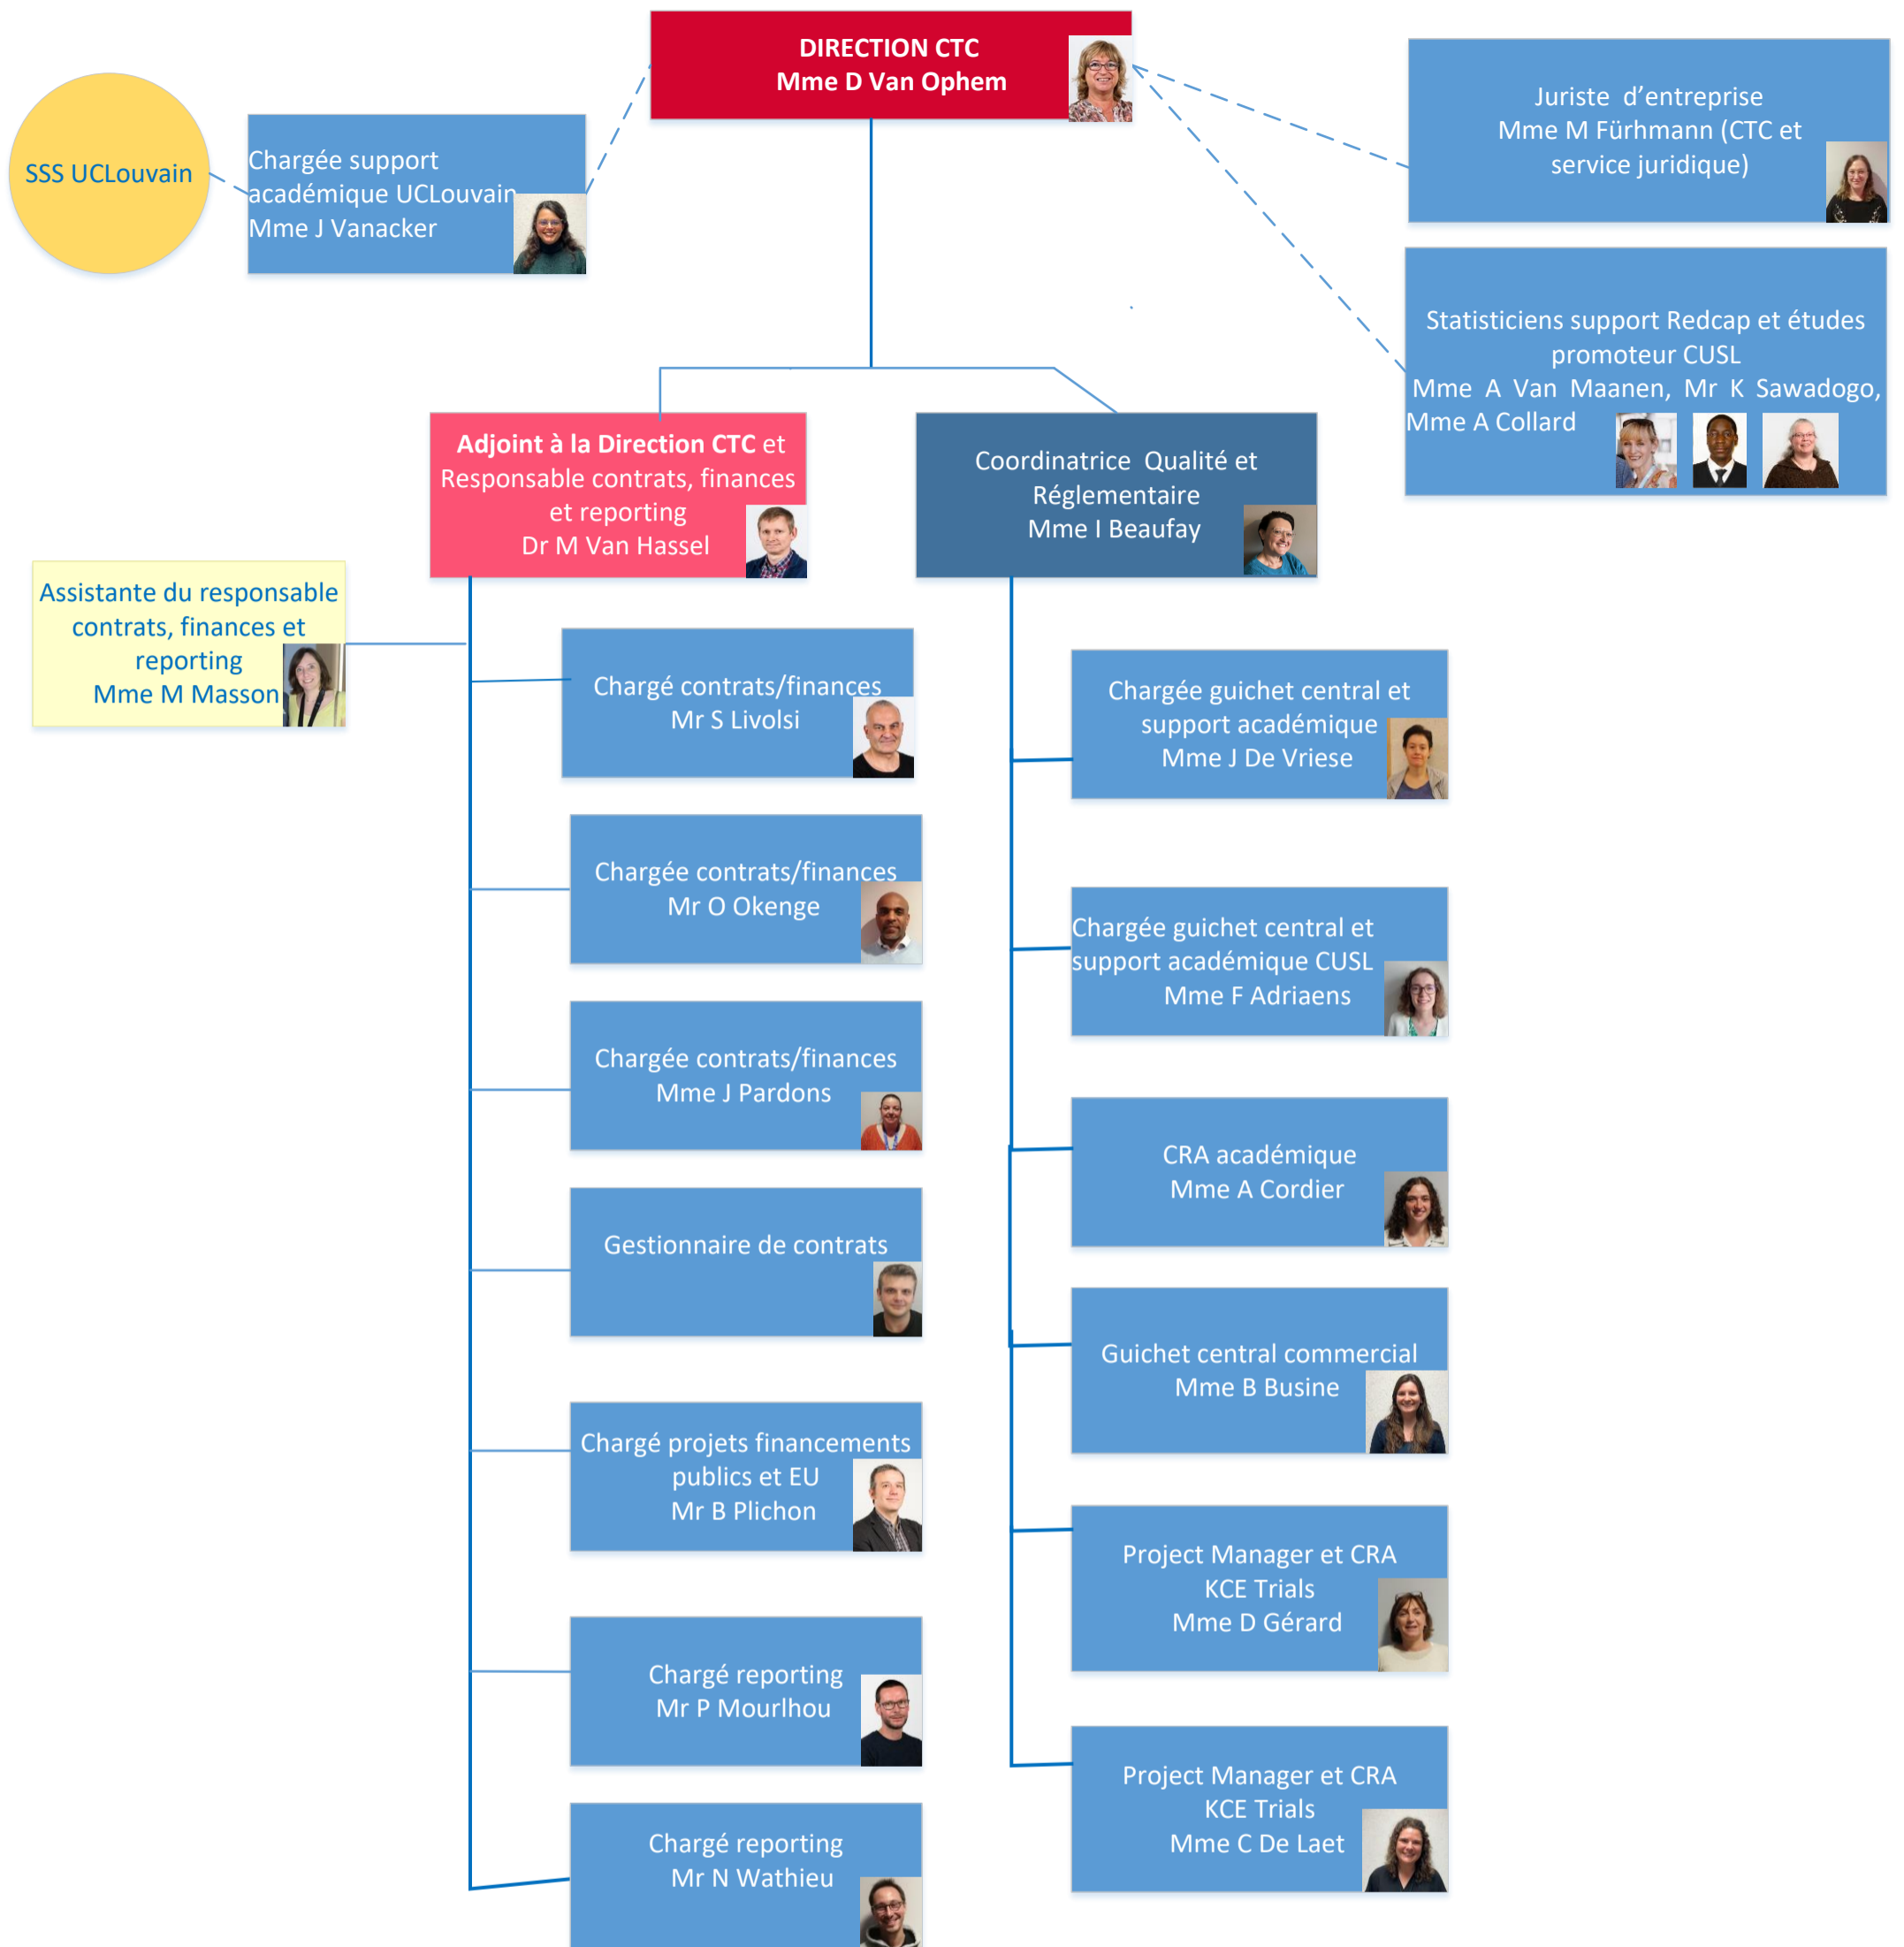 DIRECTION CTC
Mme D Van Ophem
SSS UCLouvain
Chargée support
académique UCLouvain
Mme J Vanacker
Juriste d’entreprise
Mme M Fürhmann (CTC et
service juridique)
Statisticiens support Redcap et études
promoteur CUSL
Mme A Van Maanen, Mr K Sawadogo,
Mme A Collard
Adjoint à la Direction CTC et
Responsable contrats, finances
et reporting
Dr M Van Hassel
Coordinatrice Qualité et
Réglementaire
Mme I Beaufay
Assistante du responsable
contrats, finances et
reporting
Mme M Masson
Chargé contrats/finances
Mr S Livolsi
Chargée contrats/finances
Mr O Okenge
Chargée contrats/finances
Mme J Pardons
Gestionnaire de contrats
Chargé projets financements
publics et EU
Mr B Plichon
Chargé reporting
Mr P Mourlhou
Chargé reporting
Mr N Wathieu
Chargée guichet central et
support académique
Mme J De Vriese
Chargée guichet central et
support académique CUSL
Mme F Adriaens
CRA académique
Mme A Cordier
Guichet central commercial
Mme B Busine
Project Manager et CRA
KCE Trials
Mme D Gérard
Project Manager et CRA
KCE Trials
Mme C De Laet